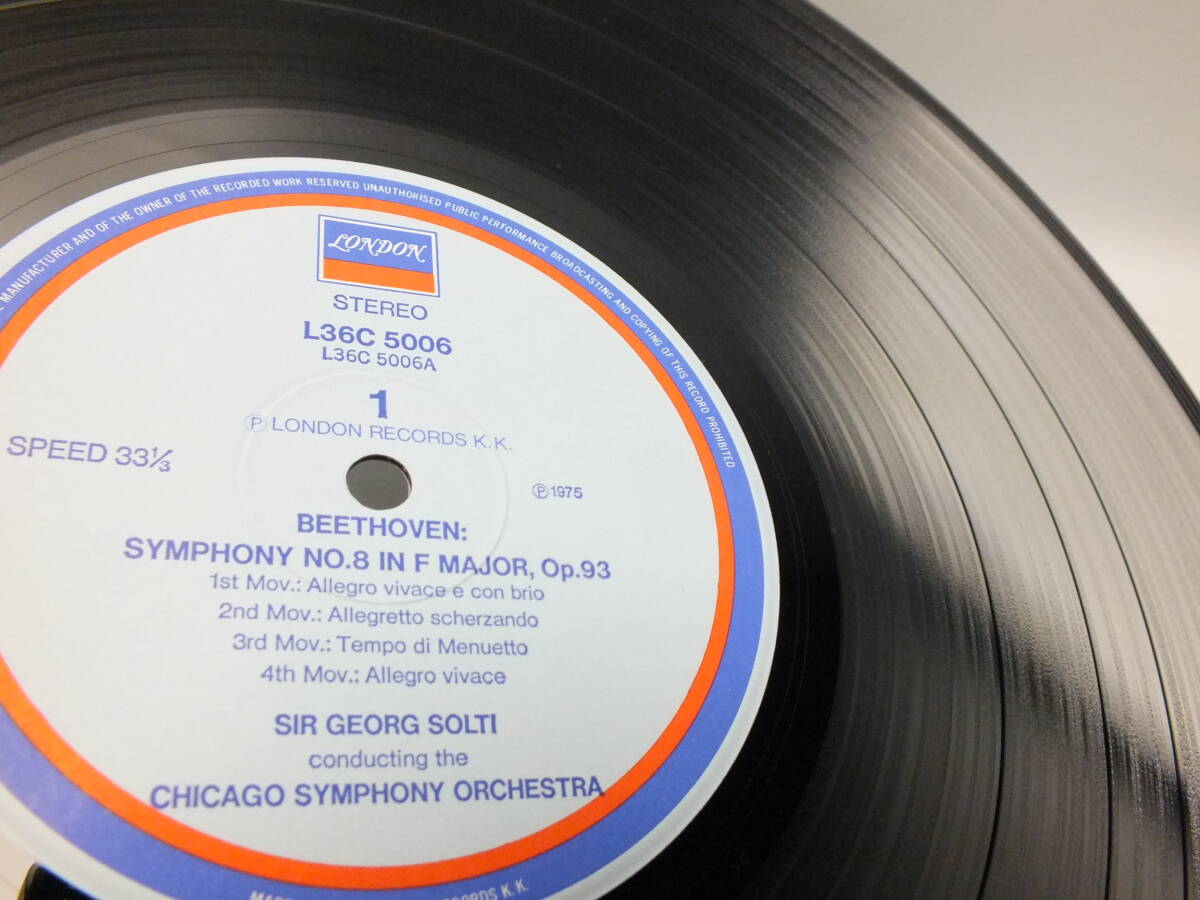 MANUFACTURER AND OF THE OWNER OF THE RECORDED WORK RESERVED UNAUTHORISED PUBLIC PERFORMANCE BROADCASTING AND COPYING OF THIS RECORD PROHIBITED
LONDON
STEREO
L36C 5006
L36C 5006A
1
Ⓟ LONDON RECORDS K.K.
SPEED 33⅓
Ⓟ1975
BEETHOVEN:
SYMPHONY NO.8 IN F MAJOR, Op.93
1st Mov.: Allegro vivace e con brio
2nd Mov.: Allegretto scherzando
3rd Mov.: Tempo di Menuetto
4th Mov.: Allegro vivace
SIR GEORG SOLTI
conducting the
CHICAGO SYMPHONY ORCHESTRA
K.K.